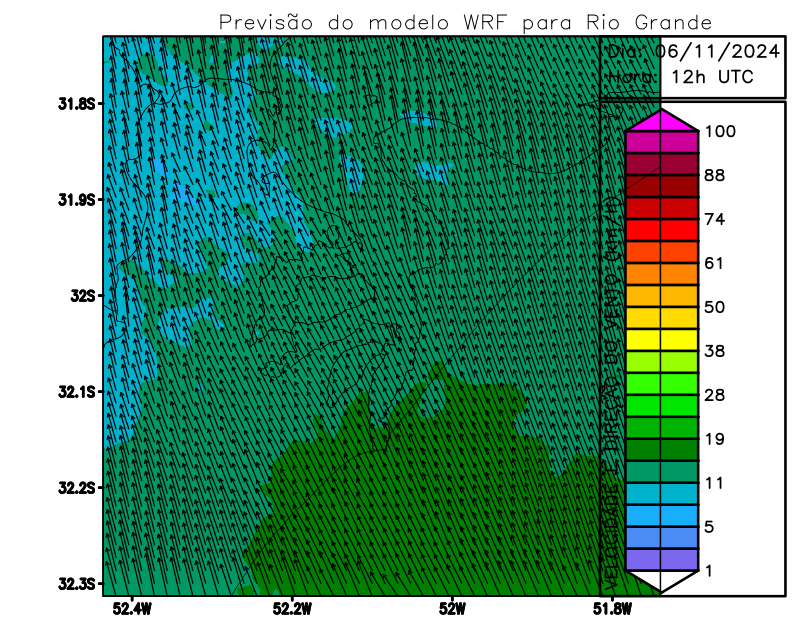 Previsão do modelo WRF para Rio Grande
Dia: 06/11/2024
Hora: 12h UTC
31.8S
31.9S
32S
32.1S
32.2S
32.3S
52.4W
52.2W
52W
51.8W
VELOCIDADE E DIREÇÃO DO VENTO (km/h)
100
88
74
61
50
38
28
19
11
5
1